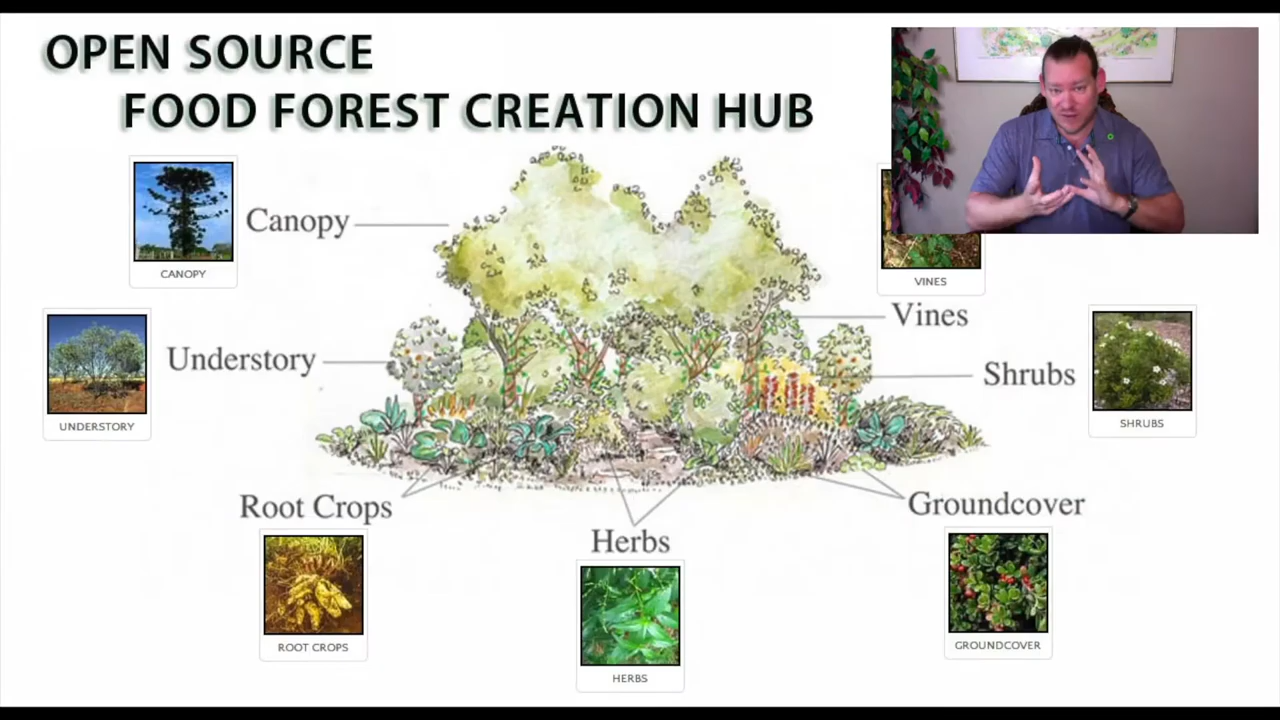 OPEN SOURCE
FOOD FOREST CREATION HUB
Canopy
CANOPY
VINES
Vines
Understory
UNDERSTORY
Shrubs
SHRUBS
Root Crops
ROOT CROPS
Herbs
HERBS
Groundcover
GROUNDCOVER